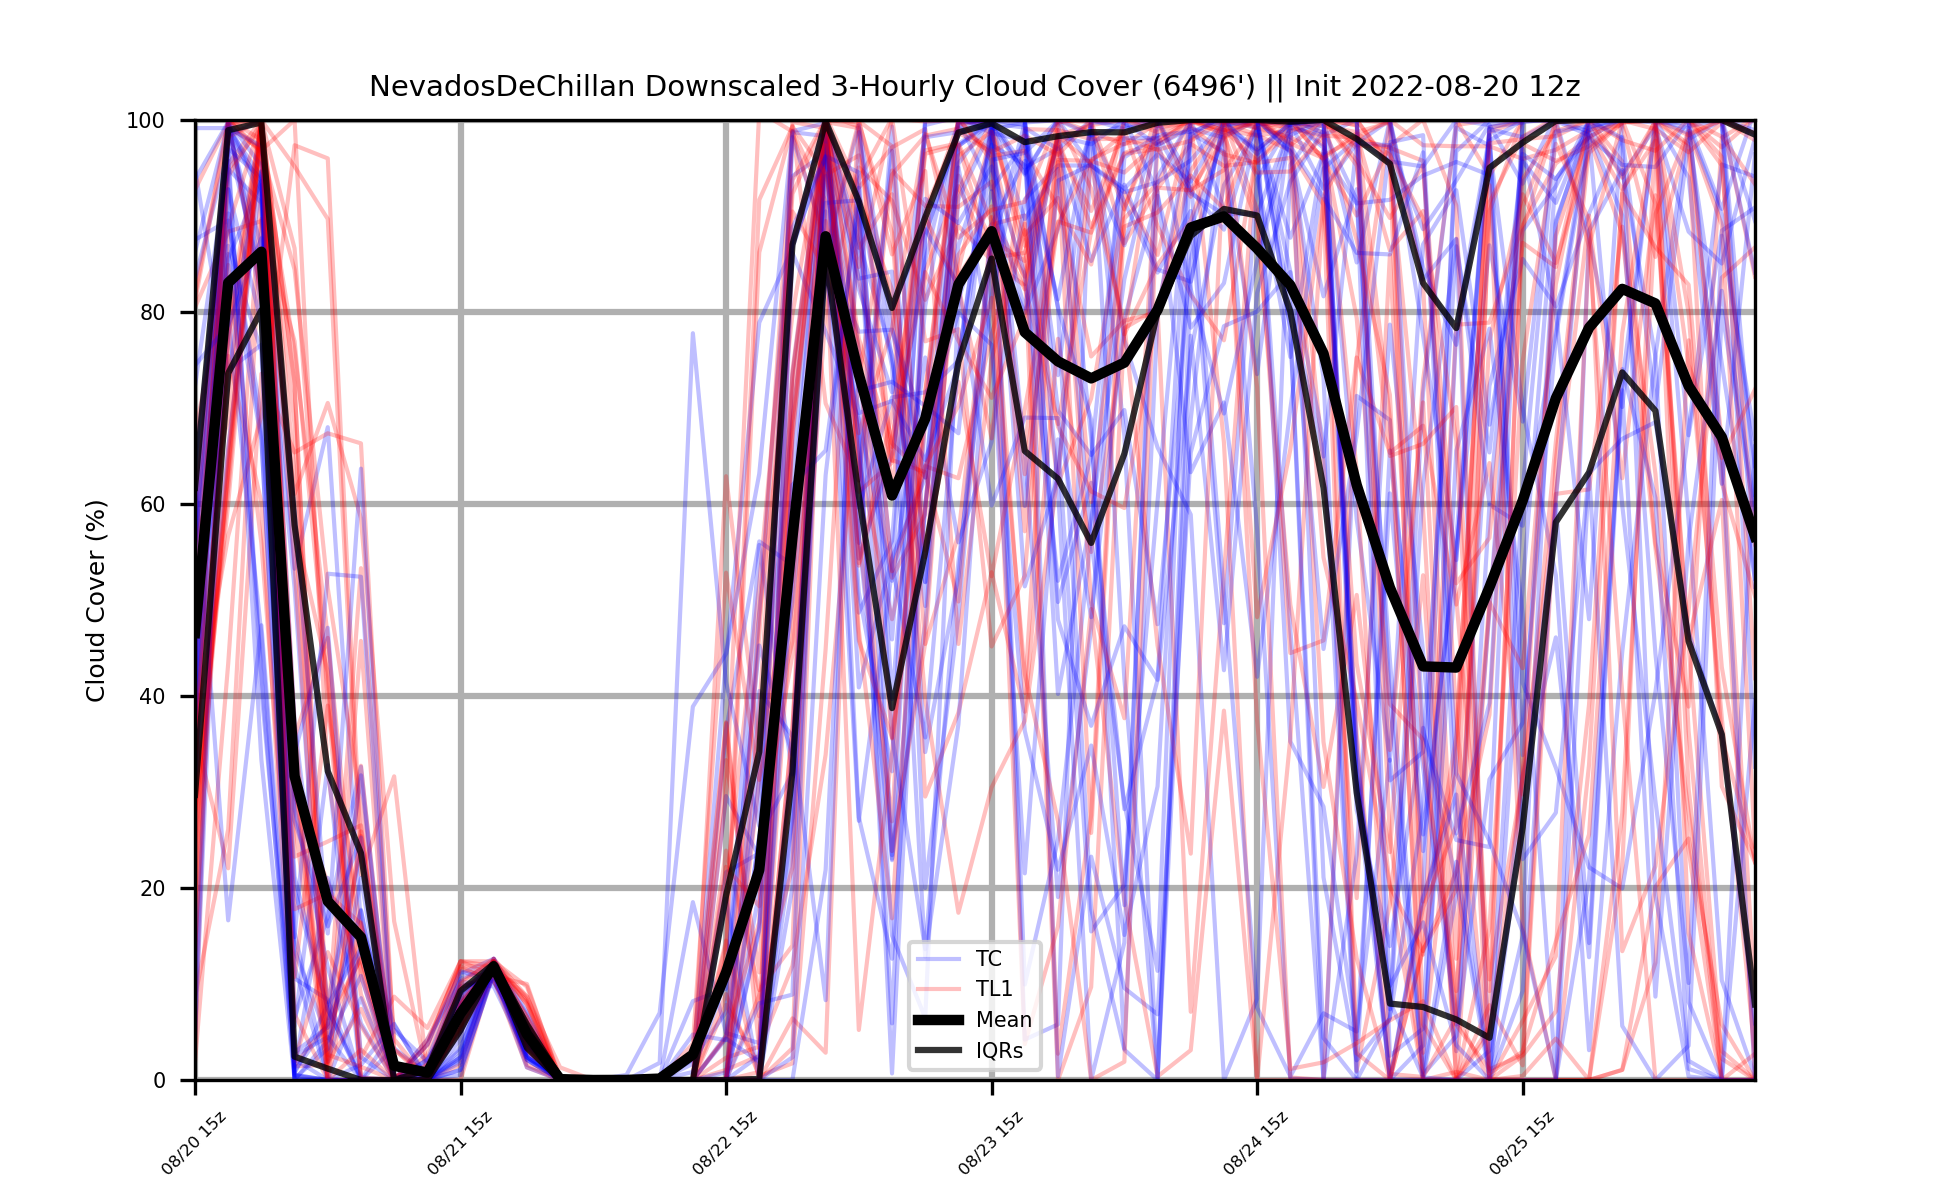 NevadosDeChillan Downscaled 3-Hourly Cloud Cover (6496') || Init 2022-08-20 12z
Cloud Cover (%)
100
80
60
40
20
0
TC
TL1
Mean
IQRs
08/20 15z
08/21 15z
08/22 15z
08/23 15z
08/24 15z
08/25 15z